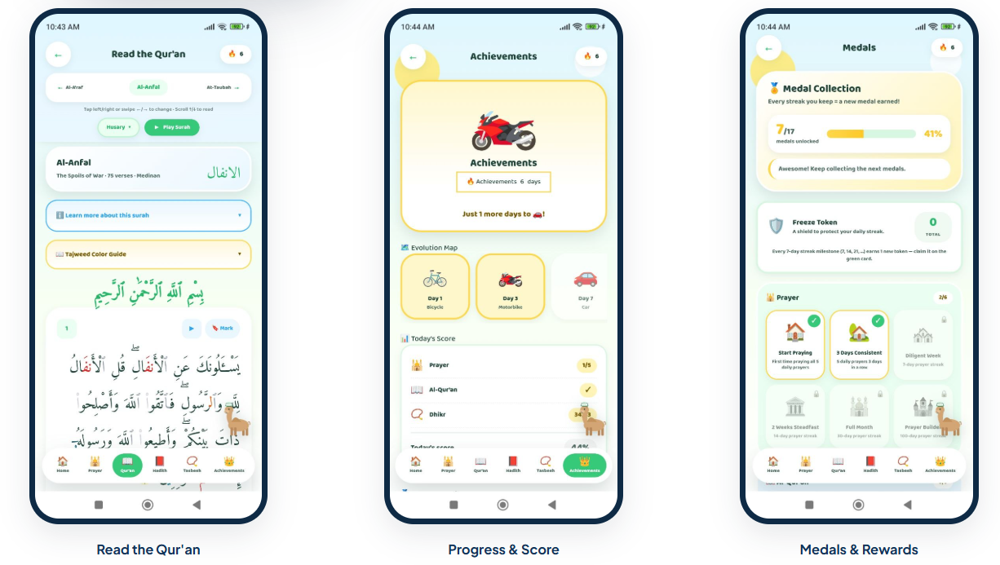 10:43 AM
92
←
Read the Qur'an
🔥 6
← Al-A'raf
Al-Anfal
At-Taubah →
Tap left/right or swipe ←/→ to change · Scroll ↑/↓ to read
Husary ▾
▶ Play Surah
Al-Anfal
The Spoils of War · 75 verses · Medinan
الانفال
ℹ️ Learn more about this surah ▾
📖 Tajweed Color Guide ▾
بِسْمِ ٱللَّهِ ٱلرَّحْمَٰنِ ٱلرَّحِيمِ
1
▶
🔖 Mark
يَسْـَٔلُونَكَ عَنِ ٱلْأَنفَالِ ۖ قُلِ ٱلْأَنفَالُ
لِلَّهِ وَٱلرَّسُولِ ۖ فَٱتَّقُوا۟ ٱللَّهَ وَأَصْلِحُوا۟
ذَاتَ بَيْنِكُمْ ۖ وَأَطِيعُوا۟ ٱللَّهَ وَرَسُولَهُۥٓ
Home
Prayer
Qur'an
Hadith
Tasbeeh
Achievements
Read the Qur'an
10:44 AM
92
←
Achievements
🔥 6
Achievements
🔥 Achievements 6 days
Just 1 more days to 🚗!
🗺️ Evolution Map
Day 1
Bicycle
Day 3
Motorbike
Day 7
Car
📊 Today's Score
Prayer
1/5
Al-Qur'an
✓
Dhikr
Today's score
44%
Home
Prayer
Qur'an
Hadith
Tasbeeh
Achievements
Progress & Score
10:44 AM
92
←
Medals
🔥 6
🏅 Medal Collection
Every streak you keep = a new medal earned!
7/17
medals unlocked
41%
Awesome! Keep collecting the next medals.
Freeze Token
A shield to protect your daily streak.
0
TOTAL
Every 7-day streak milestone (7, 14, 21, …) earns 1 new token — claim it on the
green card.
Prayer
2/6
Start Praying
First time praying all 5
daily prayers
3 Days Consistent
5 daily prayers 3 days
in a row
Diligent Week
7-day prayer streak
2 Weeks Steadfast
14-day prayer streak
Full Month
30-day prayer streak
Prayer Builder
100-day prayer streak
Home
Prayer
Qur'an
Hadith
Tasbeeh
Achievements
Medals & Rewards